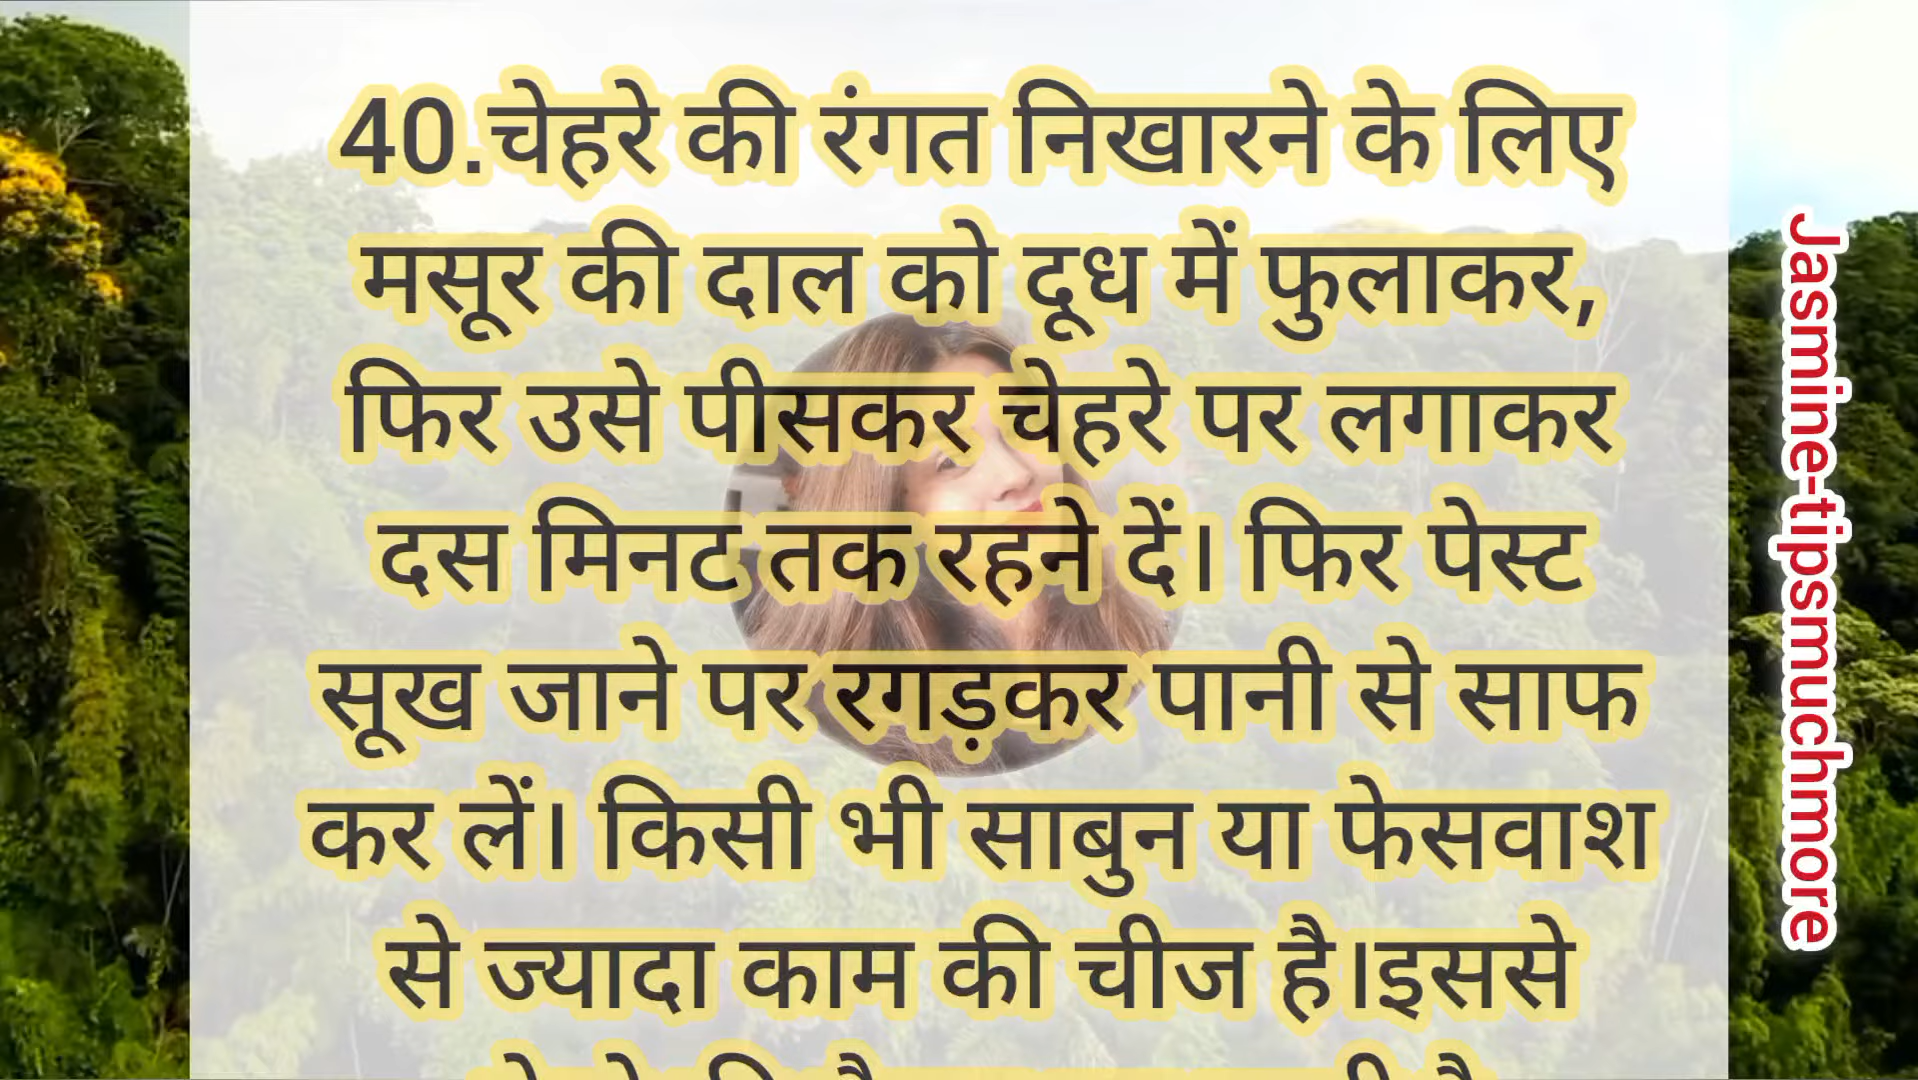 40.चेहरे की रंगत निखारने के लिए
मसूर की दाल को दूध में फुलाकर,
फिर उसे पीसकर चेहरे पर लगाकर
दस मिनट तक रहने दें। फिर पेस्ट
सूख जाने पर रगड़कर पानी से साफ
कर लें। किसी भी साबुन या फेसवाश
से ज्यादा काम की चीज है।इससे
Jasmine-tipsmuchmore